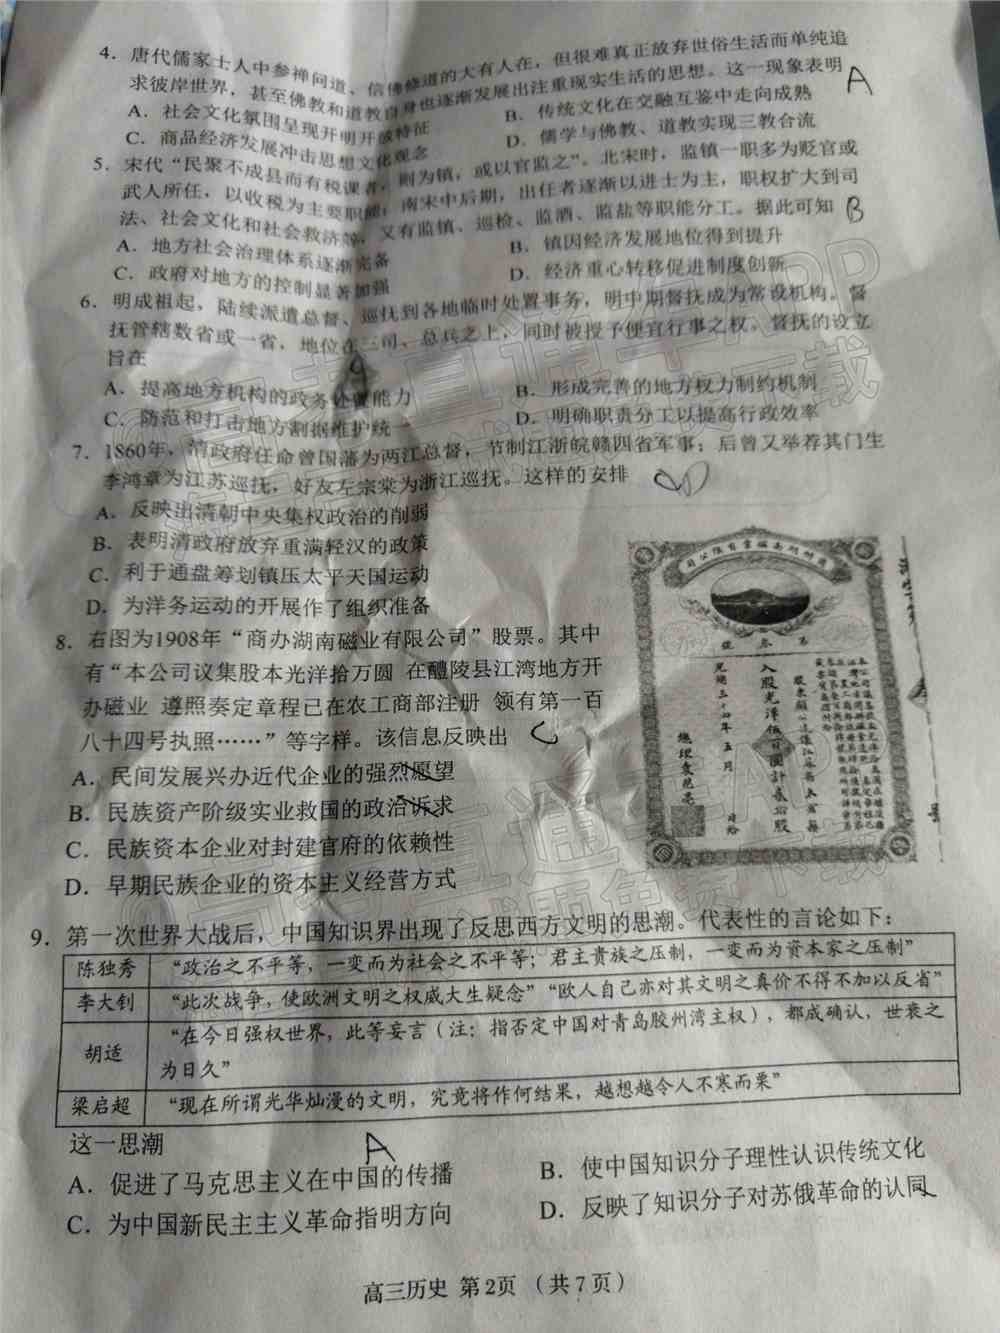 4．唐代儒家士人中参禅问道、信佛修道的大有人在，但很难真正放弃世俗生活而单纯追
求彼岸世界，甚至佛教和道教自身也逐渐发展出注重现实生活的思想。这一现象表明 A
A．社会文化氛围呈现开明开放特征 B．传统文化在交融互鉴中走向成熟
C．商品经济发展冲击思想文化观念 D．儒学与佛教、道教实现三教合流
5．宋代“民聚不成县而有税课者，则为镇，或以官监之”。北宋时，监镇一职多为贬官或
武人所任，以收税为主要职能，南宋中后期，出任者逐渐以进士为主，职权扩大到司
法、社会文化和社会救济等，又有监镇、巡检、监酒、监盐等职能分工。据此可知 B
A．地方社会治理体系逐渐完备 B．镇因经济发展地位得到提升
C．政府对地方的控制显著加强 D．经济重心转移促进制度创新
6．明成祖起，陆续派遣总督、巡抚到各地临时处置事务，明中期督抚成为常设机构。督
抚管辖数省或一省，地位在三司、总兵之上，同时被授予便宜行事之权。督抚的设立
旨在
A．提高地方机构的政务处置能力 B．形成完善的地方权力制约机制
C．防范和打击地方割据维护统一 D．明确职责分工以提高行政效率
7．1860年，清政府任命曾国藩为两江总督，节制江浙皖赣四省军事；后曾又举荐其门生
李鸿章为江苏巡抚，好友左宗棠为浙江巡抚。这样的安排
A．反映出清朝中央集权政治的削弱
B．表明清政府放弃重满轻汉的政策
C．利于通盘筹划镇压太平天国运动
D．为洋务运动的开展作了组织准备
8．右图为1908年“商办湖南磁业有限公司”股票。其中
有“本公司议集股本光洋拾万圆 在醴陵县江湾地方开
办磁业 遵照奏定章程已在农工商部注册 领有第一百
八十四号执照……”等字样。该信息反映出 C
A．民间发展兴办近代企业的强烈愿望
B．民族资产阶级实业救国的政治诉求
C．民族资本企业对封建官府的依赖性
D．早期民族企业的资本主义经营方式
入股光洋伍百圆計贰拾股
光緒三十四年五月 日给
9．第一次世界大战后，中国知识界出现了反思西方文明的思潮。代表性的言论如下：
陈独秀 “政治之不平等，一变而为社会之不平等；君主贵族之压制，一变而为资本家之压制”
李大钊 “此次战争，使欧洲文明之权威大生疑念”“欧人自己亦对其文明之真价不得不加以反省”
胡适 “在今日强权世界，此等妄言（注：指否定中国对青岛胶州湾主权），都成确认，世衰之
为日久”
梁启超 “现在所谓光华灿漫的文明，究竟将作何结果，越想越令人不寒而栗”
这一思潮 A
A．促进了马克思主义在中国的传播 B．使中国知识分子理性认识传统文化
C．为中国新民主主义革命指明方向 D．反映了知识分子对苏俄革命的认同
高三历史 第2页 （共7页）